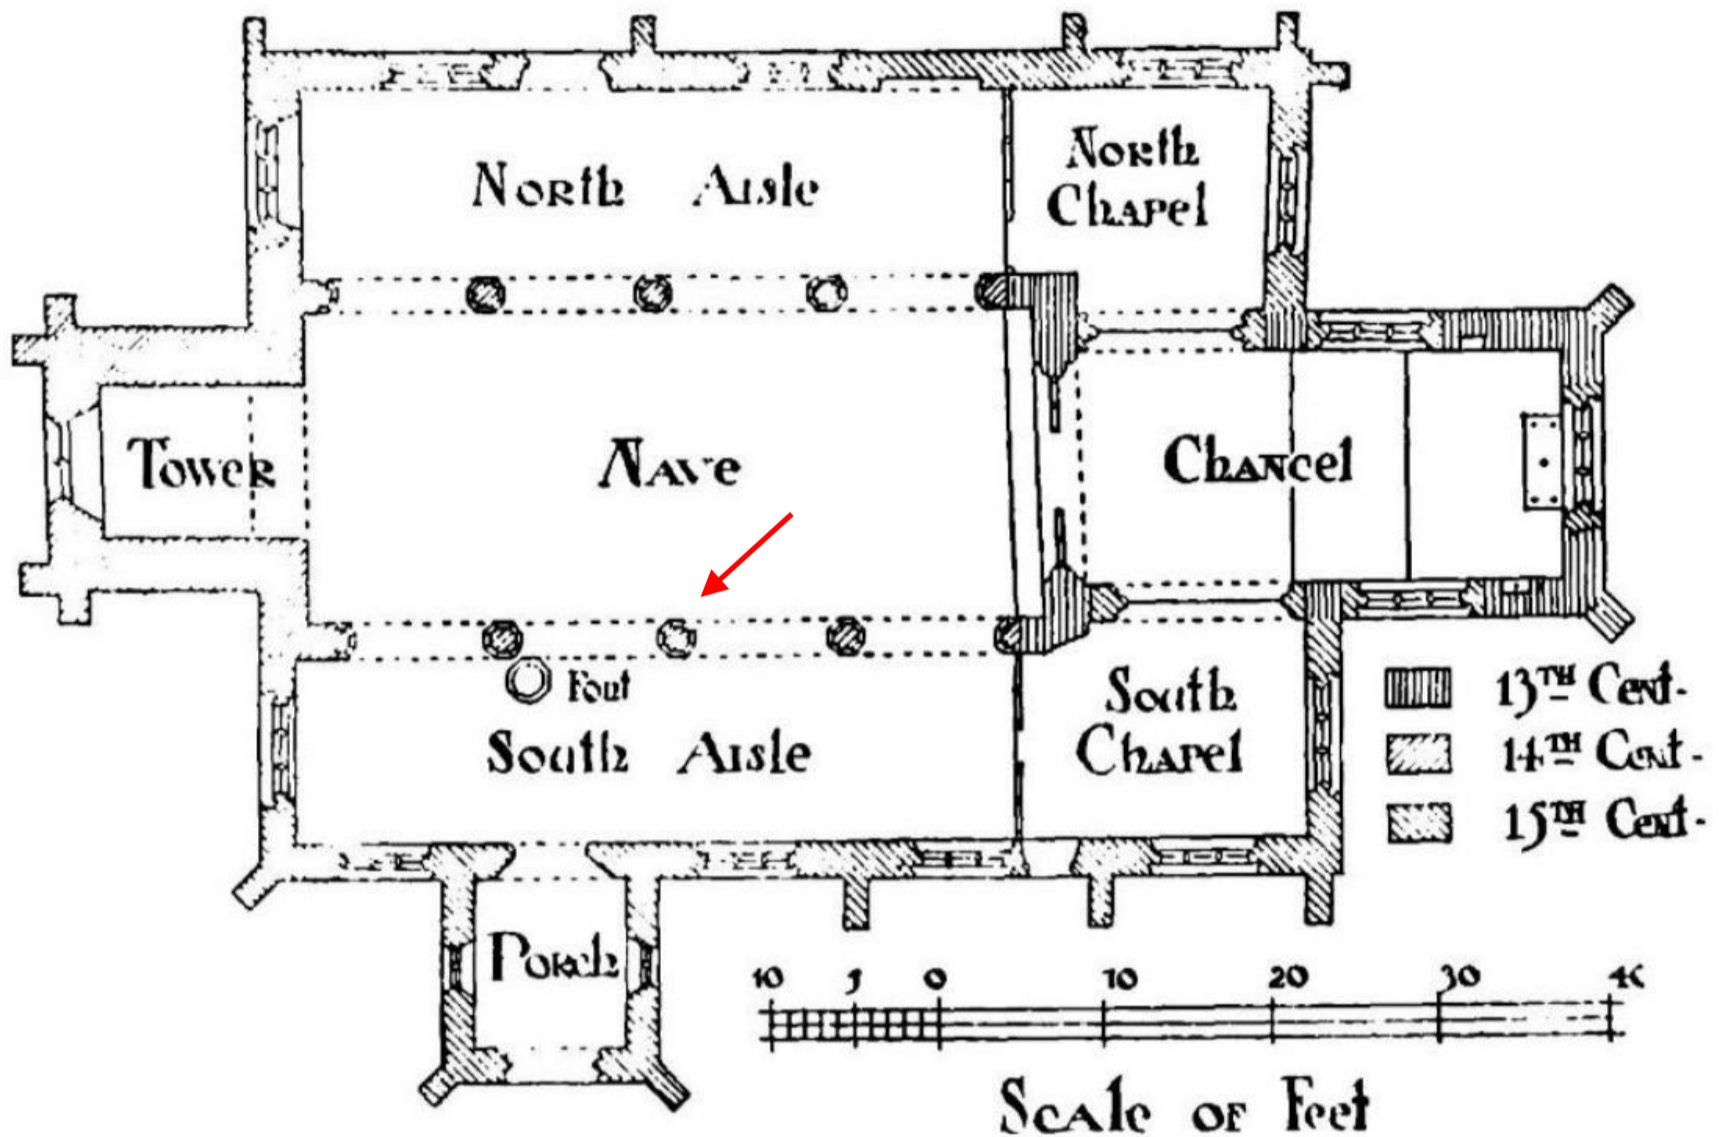 North Aisle
North
Chapel
Tower
Nave
Chancel
Font
South Aisle
South
Chapel
13TH Cent.
14TH Cent.
15TH Cent.
Porch
10 5 0 10 20 30 40
Scale of Feet